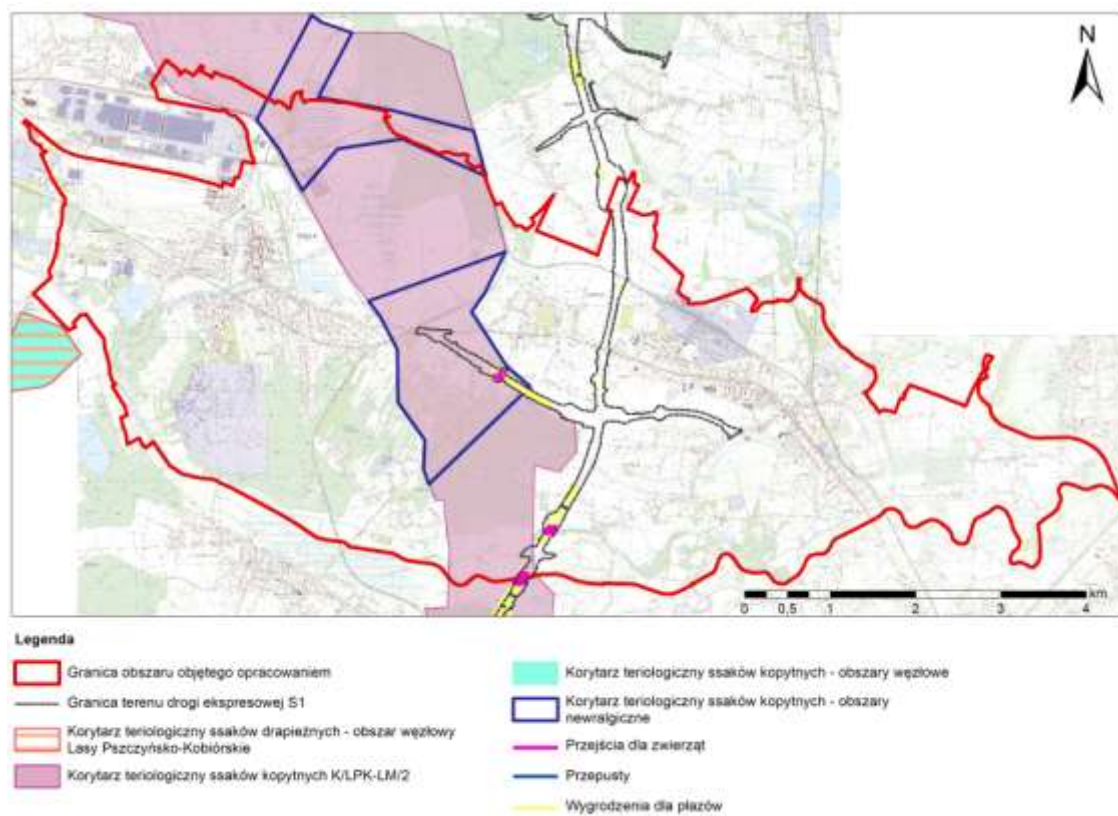 N
km
0 0,5 1 2 3 4
Legenda
Granica obszaru objętego opracowaniem
Granica terenu drogi ekspresowej S1
Korytarz teriologiczny ssaków drapieżnych - obszar węzłowy
Lasy Pszczyńsko-Kobiórskie
Korytarz teriologiczny ssaków kopytnych K/LPK-LM/2
Korytarz teriologiczny ssaków kopytnych - obszary węzłowe
Korytarz teriologiczny ssaków kopytnych - obszary
newralgiczne
Przejścia dla zwierząt
Przepusty
Wygrodzenia dla płazów